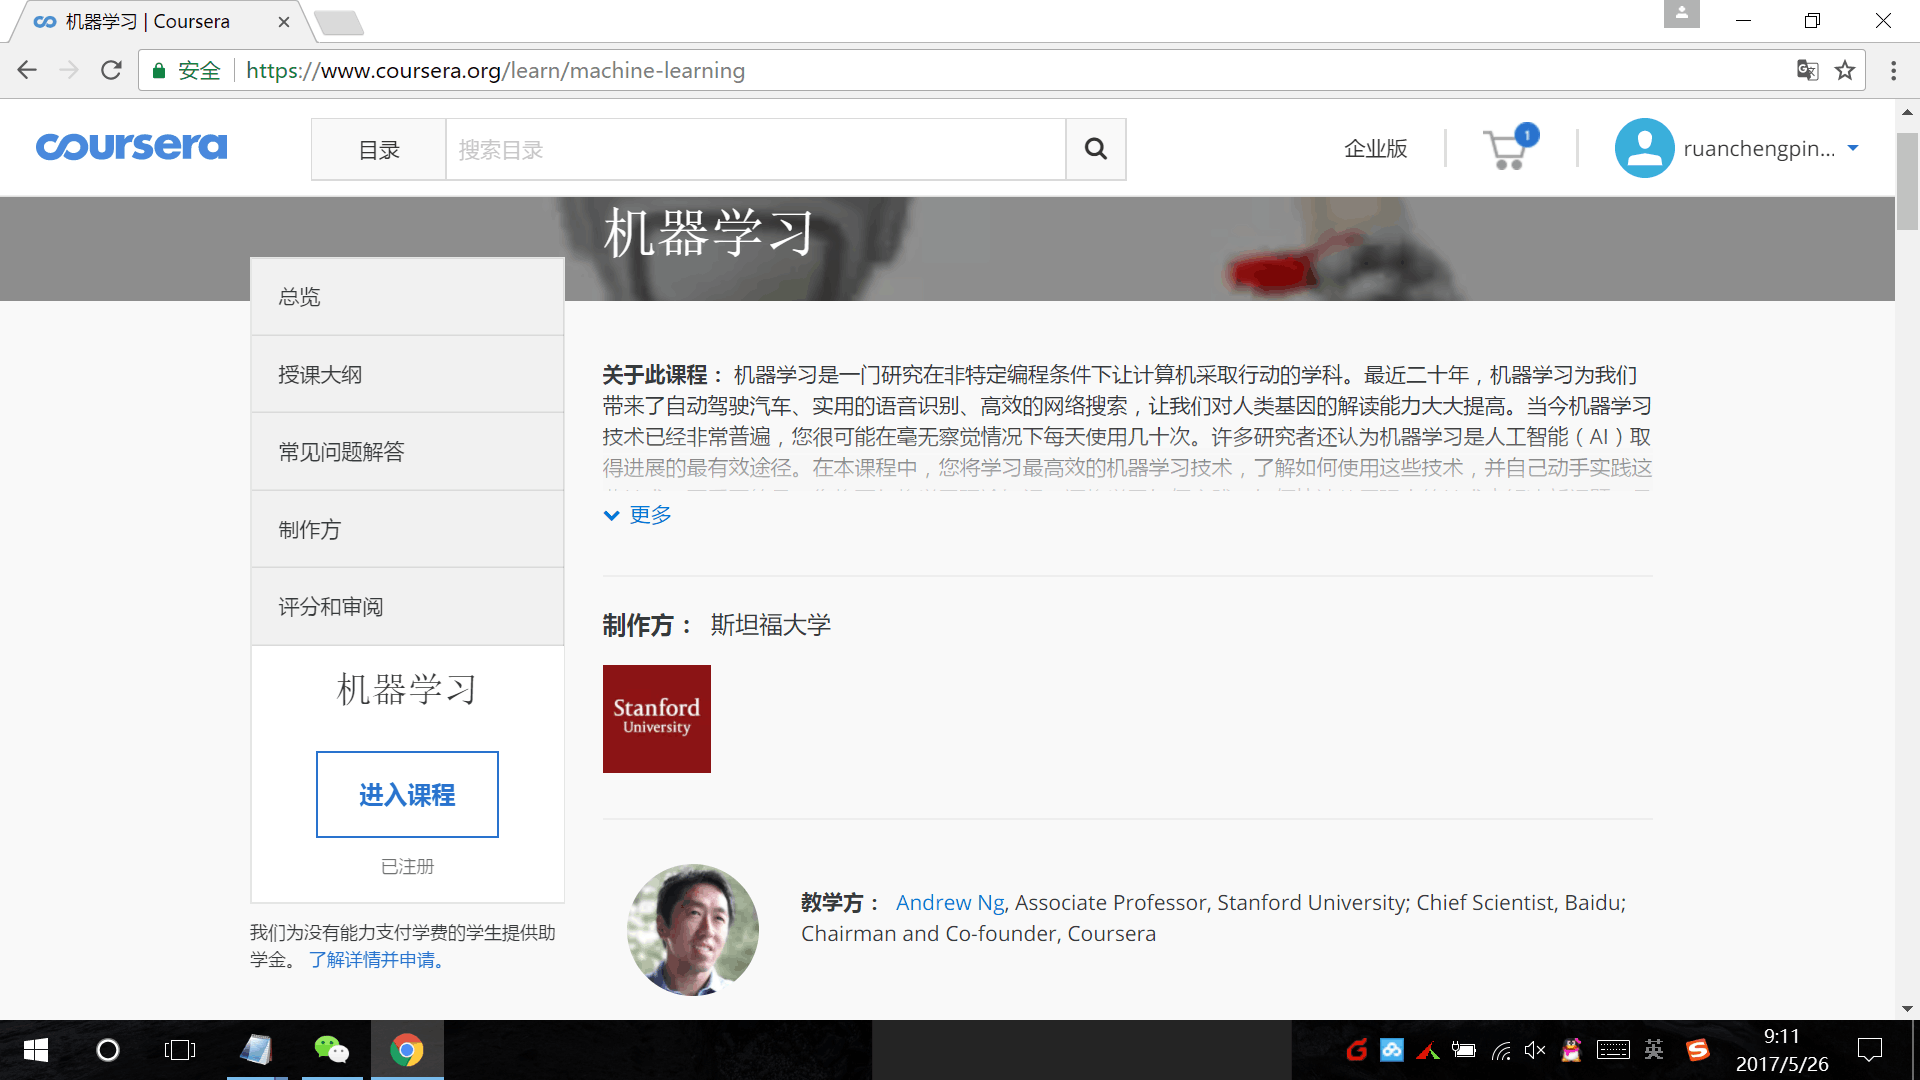 机器学习 | Coursera
安全 https://www.coursera.org/learn/machine-learning
coursera
目录
搜索目录
企业版
1
ruanchengpin...
机器学习
总览
授课大纲
常见问题解答
制作方
评分和审阅
机器学习
进入课程
已注册
我们为没有能力支付学费的学生提供助
学金。 了解详情并申请。
关于此课程： 机器学习是一门研究在非特定编程条件下让计算机采取行动的学科。最近二十年，机器学习为我们
带来了自动驾驶汽车、实用的语音识别、高效的网络搜索，让我们对人类基因的解读能力大大提高。当今机器学习
技术已经非常普遍，您很可能在毫无察觉情况下每天使用几十次。许多研究者还认为机器学习是人工智能（AI）取
得进展的最有效途径。在本课程中，您将学习最高效的机器学习技术，了解如何使用这些技术，并自己动手实践这
更多
制作方： 斯坦福大学
Stanford
University
教学方： Andrew Ng, Associate Professor, Stanford University; Chief Scientist, Baidu;
Chairman and Co-founder, Coursera
英
9:11
2017/5/26